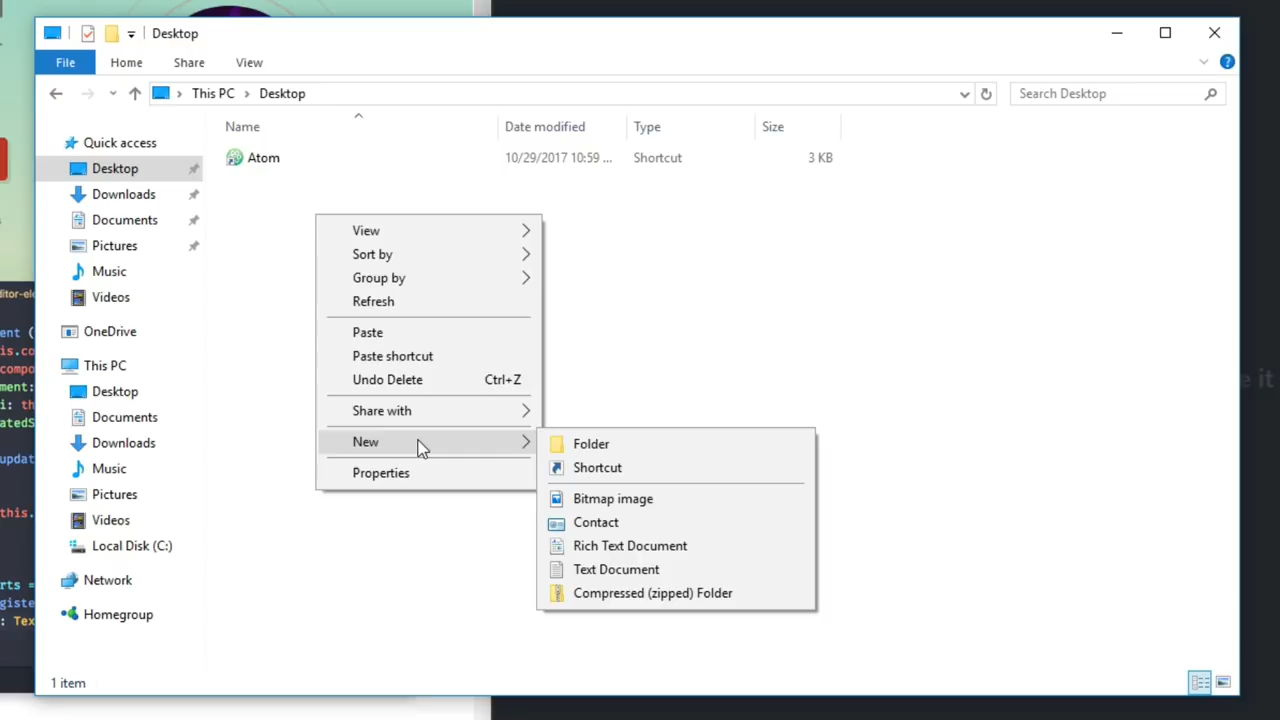 Desktop
File Home Share View
This PC Desktop
Search Desktop
Name Date modified Type Size
Atom 10/29/2017 10:59 ... Shortcut 3 KB
Quick access
Desktop
Downloads
Documents
Pictures
Music
Videos
OneDrive
This PC
Desktop
Documents
Downloads
Music
Pictures
Videos
Local Disk (C:)
Network
Homegroup
View
Sort by
Group by
Refresh
Paste
Paste shortcut
Undo Delete Ctrl+Z
Share with
New
Properties
Folder
Shortcut
Bitmap image
Contact
Rich Text Document
Text Document
Compressed (zipped) Folder
1 item
it